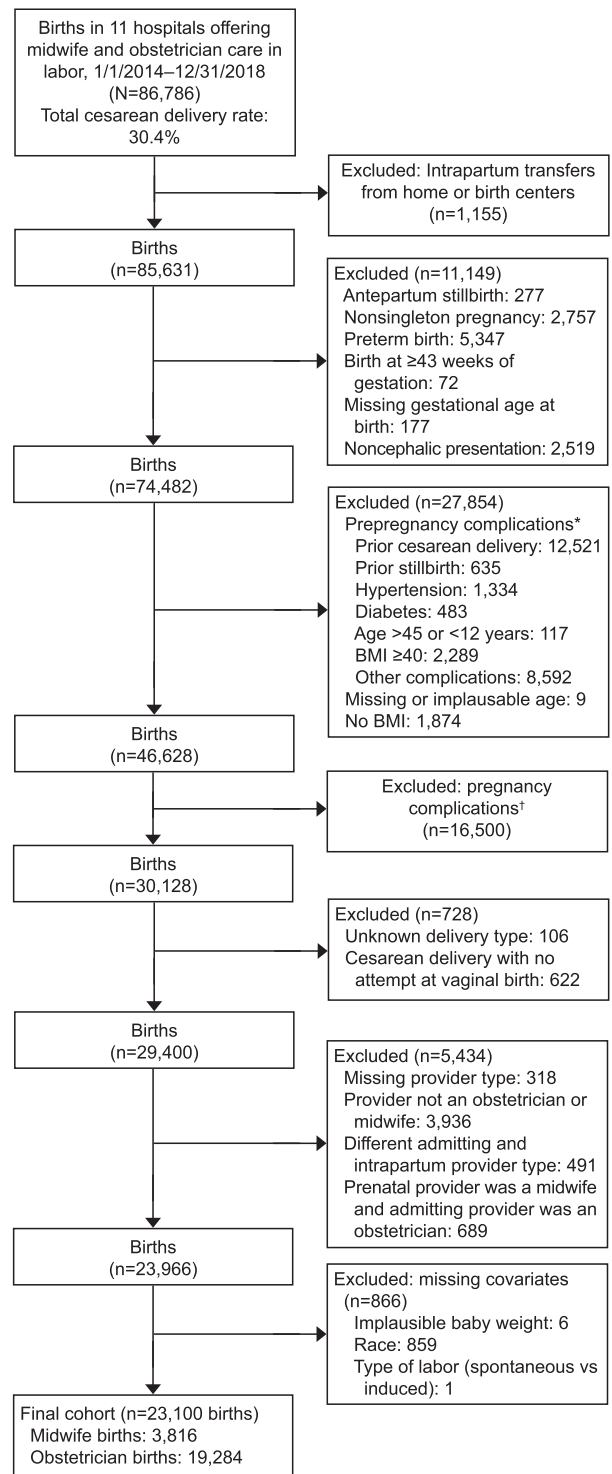 Births in 11 hospitals offering
midwife and obstetrician care in
labor, 1/1/2014–12/31/2018
(N=86,786)
Total cesarean delivery rate:
30.4%
Excluded: Intrapartum transfers
from home or birth centers
(n=1,155)
Births
(n=85,631)
Excluded (n=11,149)
Antepartum stillbirth: 277
Nonsingleton pregnancy: 2,757
Preterm birth: 5,347
Birth at ≥43 weeks of
gestation: 72
Missing gestational age at
birth: 177
Noncephalic presentation: 2,519
Births
(n=74,482)
Excluded (n=27,854)
Prepregnancy complications*
Prior cesarean delivery: 12,521
Prior stillbirth: 635
Hypertension: 1,334
Diabetes: 483
Age >45 or <12 years: 117
BMI ≥40: 2,289
Other complications: 8,592
Missing or implausable age: 9
No BMI: 1,874
Births
(n=46,628)
Excluded: pregnancy
complications†
(n=16,500)
Births
(n=30,128)
Excluded (n=728)
Unknown delivery type: 106
Cesarean delivery with no
attempt at vaginal birth: 622
Births
(n=29,400)
Excluded (n=5,434)
Missing provider type: 318
Provider not an obstetrician or
midwife: 3,936
Different admitting and
intrapartum provider type: 491
Prenatal provider was a midwife
and admitting provider was an
obstetrician: 689
Births
(n=23,966)
Excluded: missing covariates
(n=866)
Implausible baby weight: 6
Race: 859
Type of labor (spontaneous vs
induced): 1
Final cohort (n=23,100 births)
Midwife births: 3,816
Obstetrician births: 19,284